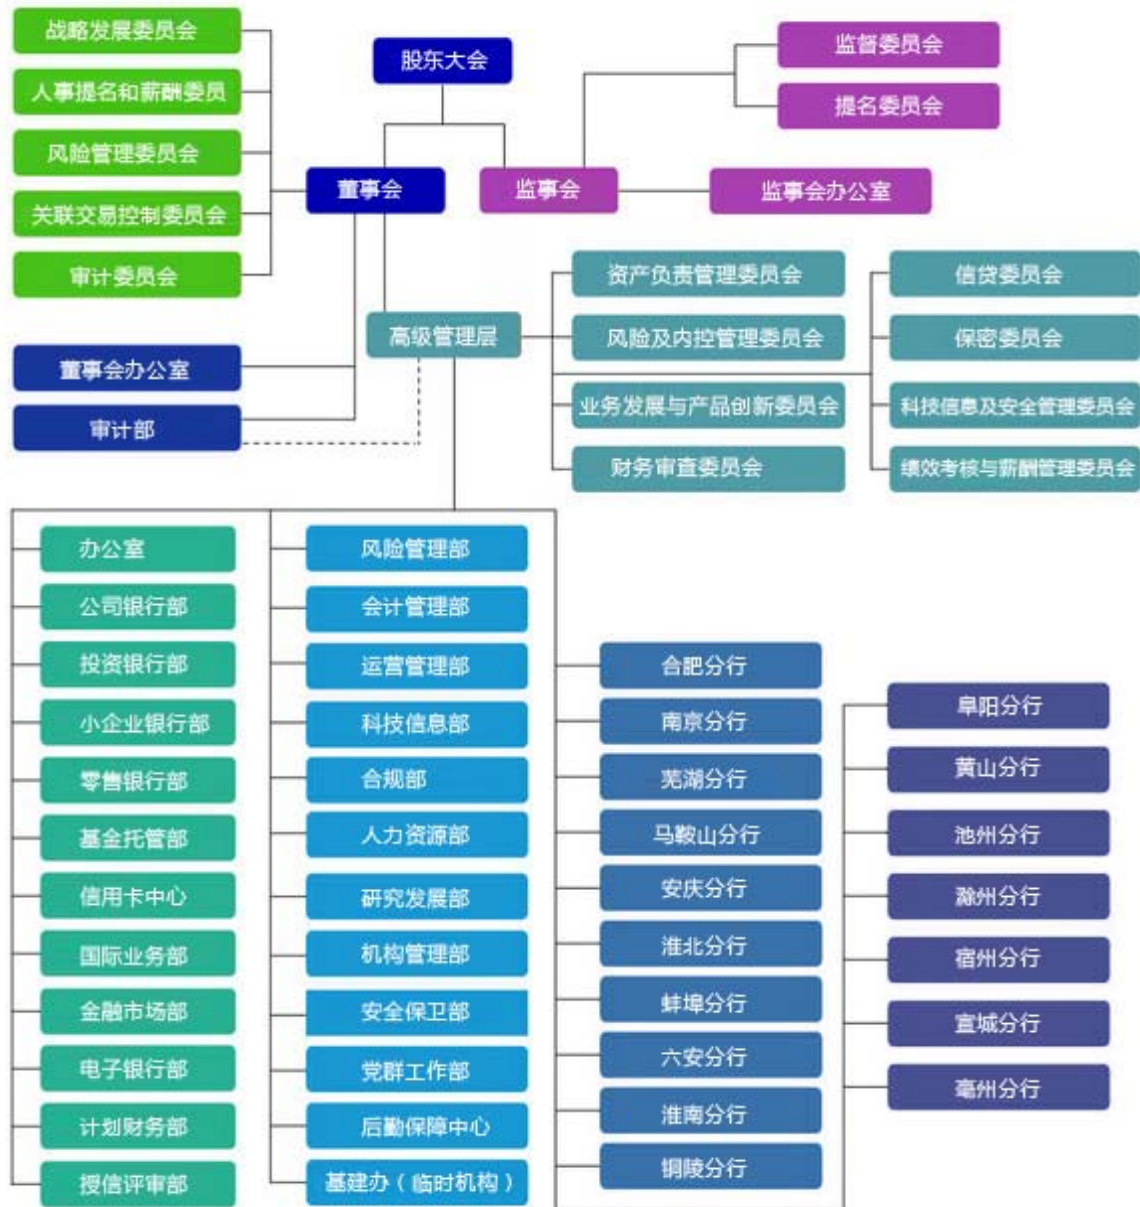 股东大会
董事会
监事会
监督委员会
提名委员会
监事会办公室
战略发展委员会
人事提名和薪酬委员
风险管理委员会
关联交易控制委员会
审计委员会
董事会办公室
审计部
高级管理层
资产负责管理委员会
风险及内控管理委员会
业务发展与产品创新委员会
财务审查委员会
信贷委员会
保密委员会
科技信息及安全管理委员会
绩效考核与薪酬管理委员会
办公室
公司银行部
投资银行部
小企业银行部
零售银行部
基金托管部
信用卡中心
国际业务部
金融市场部
电子银行部
计划财务部
授信评审部
风险管理部
会计管理部
运营管理部
科技信息部
合规部
人力资源部
研究发展部
机构管理部
安全保卫部
党群工作部
后勤保障中心
基建办（临时机构）
合肥分行
南京分行
芜湖分行
马鞍山分行
安庆分行
淮北分行
蚌埠分行
六安分行
淮南分行
铜陵分行
阜阳分行
黄山分行
池州分行
滁州分行
宿州分行
宣城分行
亳州分行